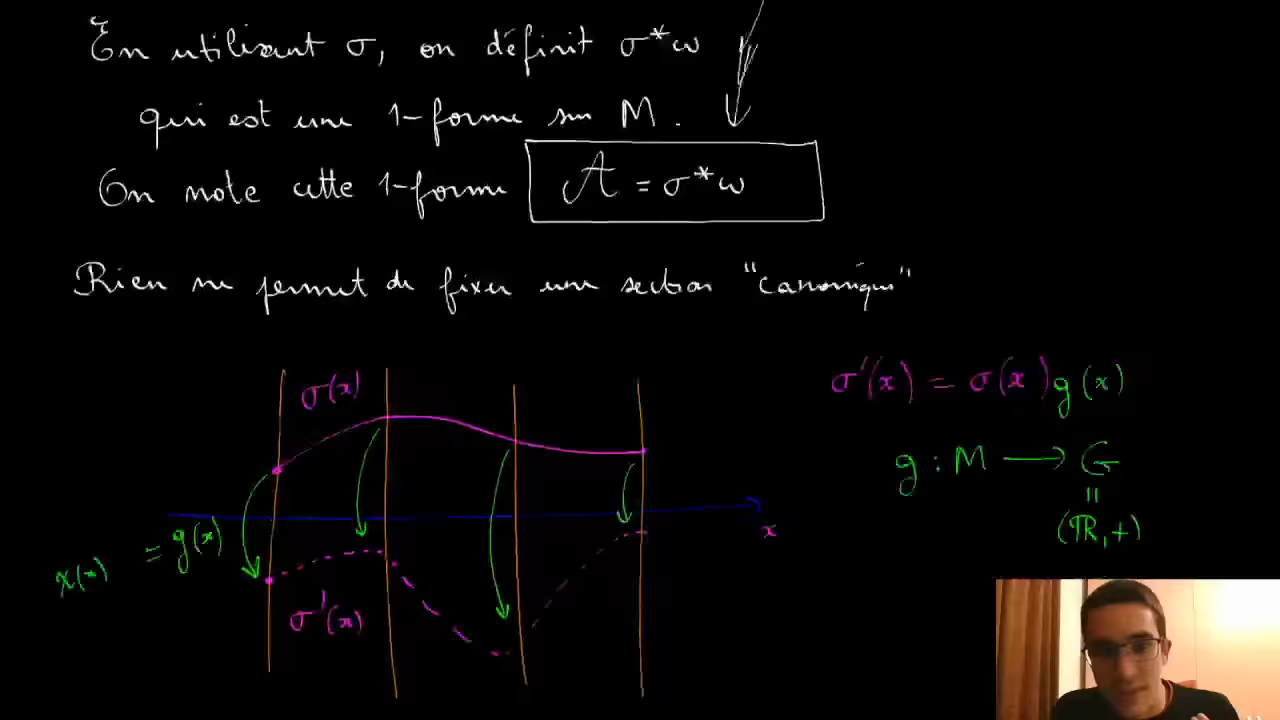 En utilisant σ, on définit σ*ω
qui est une 1-forme sur M.
On note cette 1-forme 𝒜 = σ*ω
Rien ne permet de fixer une section "canonique"
σ(x)
σ'(x) = σ(x) g(x)
g : M ⟶ G
=
(ℝ, +)
x
χ(x) = g(x)
σ'(x)